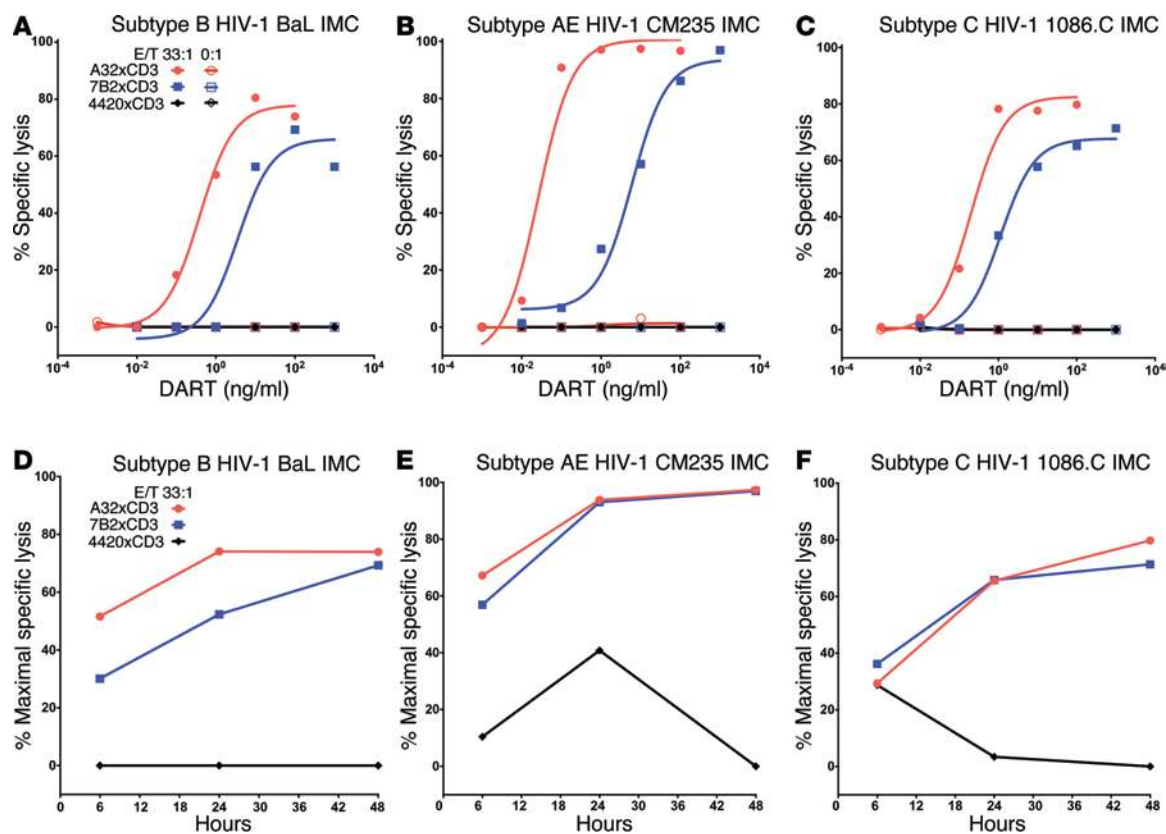 A Subtype B HIV-1 BaL IMC
E/T 33:1 0:1
A32xCD3
7B2xCD3
4420xCD3
% Specific lysis
100
80
60
40
20
0
10-4 10-2 100 102 104
DART (ng/ml)
B Subtype AE HIV-1 CM235 IMC
% Specific lysis
100
80
60
40
20
0
10-4 10-2 100 102 104
DART (ng/ml)
C Subtype C HIV-1 1086.C IMC
% Specific lysis
100
80
60
40
20
0
10-4 10-2 100 102 104
DART (ng/ml)
D Subtype B HIV-1 BaL IMC
E/T 33:1
A32xCD3
7B2xCD3
4420xCD3
% Maximal specific lysis
100
80
60
40
20
0
0 6 12 18 24 30 36 42 48
Hours
E Subtype AE HIV-1 CM235 IMC
% Maximal specific lysis
100
80
60
40
20
0
0 6 12 18 24 30 36 42 48
Hours
F Subtype C HIV-1 1086.C IMC
% Maximal specific lysis
100
80
60
40
20
0
0 6 12 18 24 30 36 42 48
Hours